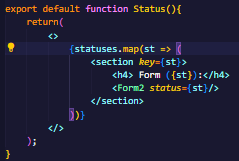 export default function Status(){
    return(
        <>
            {statuses.map(st => (
                <section key={st}>
                    <h4> Form ({st}):</h4>
                    <Form2 status={st}/>
                </section>
            ))}
        </>
    );
}